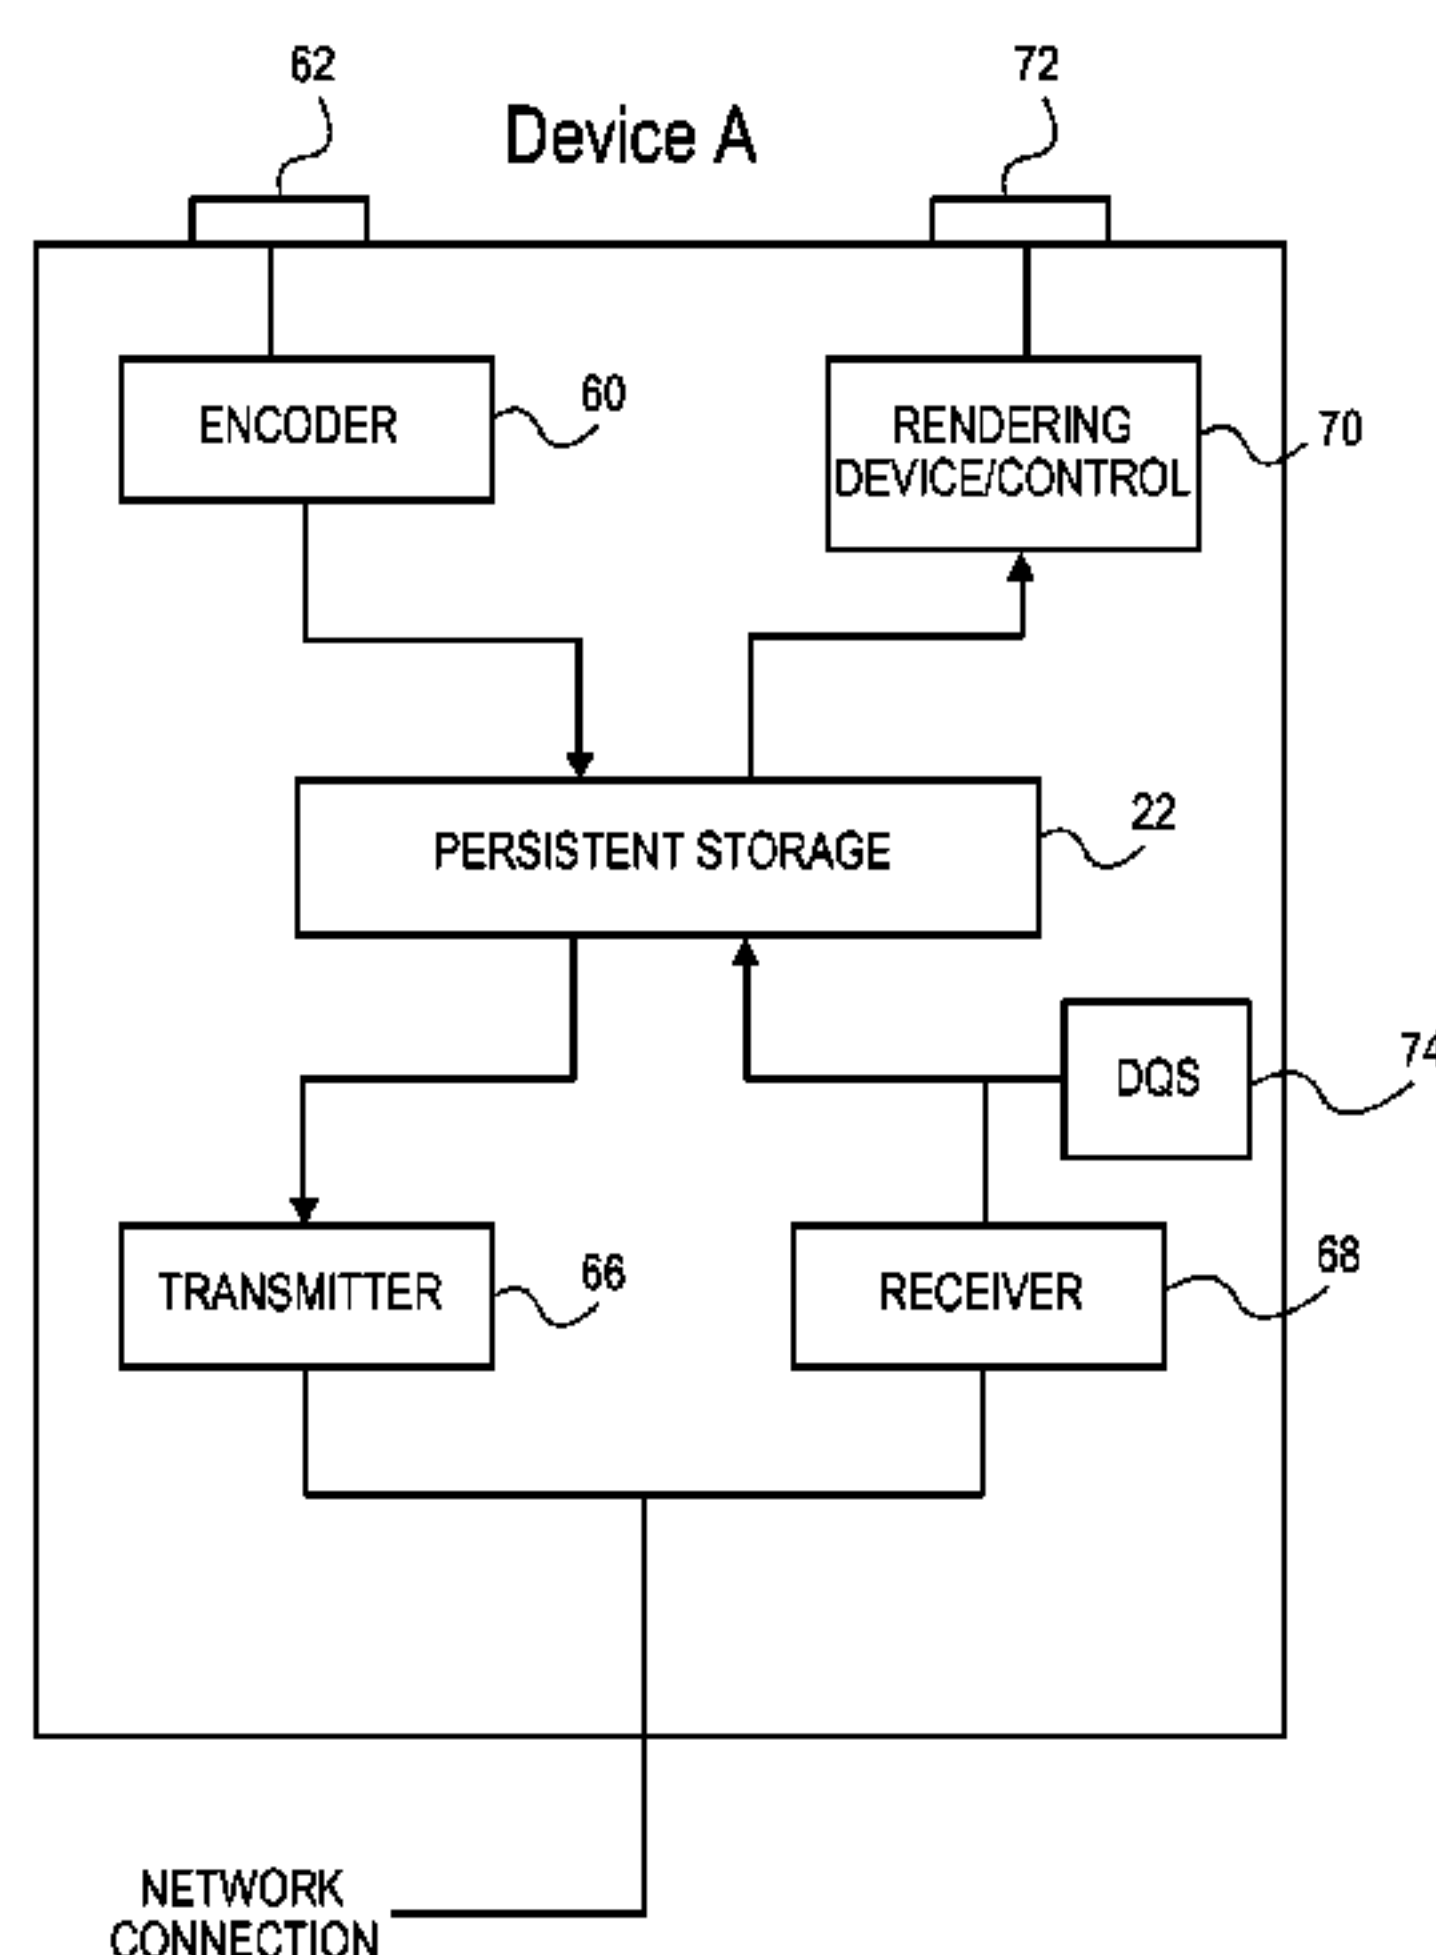 62
72
Device A
ENCODER
60
RENDERING
DEVICE/CONTROL
70
PERSISTENT STORAGE
22
DQS
74
TRANSMITTER
66
RECEIVER
68
NETWORK
CONNECTION